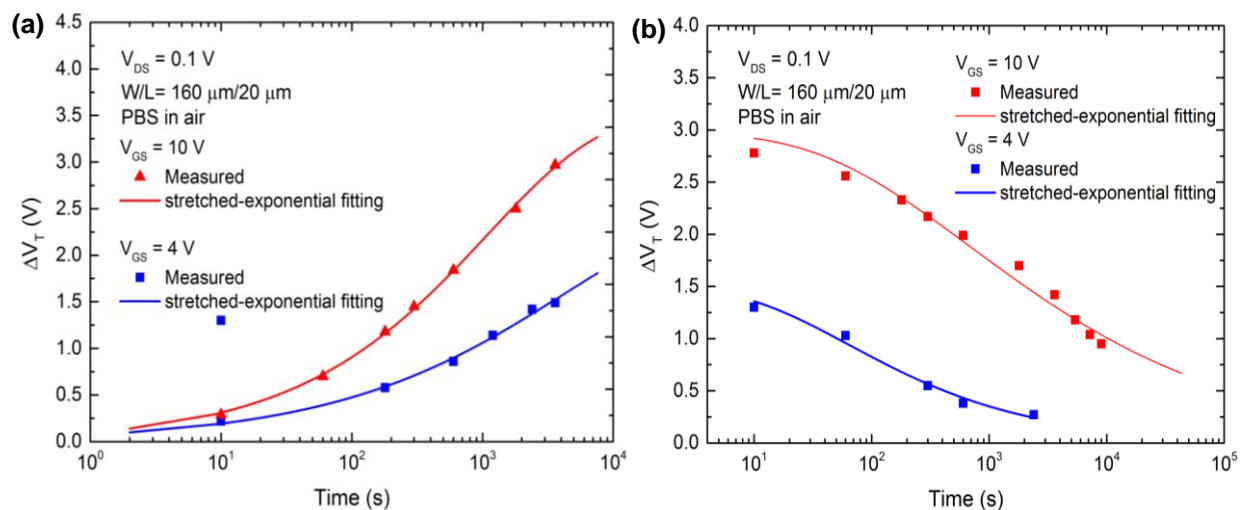 (a)
4.5
4.0
3.5
3.0
2.5
2.0
1.5
1.0
0.5
0.0
ΔV_T (V)
V_DS = 0.1 V
W/L= 160 μm/20 μm
PBS in air
V_GS = 10 V
Measured
stretched-exponential fitting
V_GS = 4 V
Measured
stretched-exponential fitting
10^0 10^1 10^2 10^3 10^4
Time (s)
(b)
4.0
3.5
3.0
2.5
2.0
1.5
1.0
0.5
0.0
ΔV_T (V)
V_DS = 0.1 V
W/L= 160 μm/20 μm
PBS in air
V_GS = 10 V
Measured
stretched-exponential fitting
V_GS = 4 V
Measured
stretched-exponential fitting
10^1 10^2 10^3 10^4 10^5
Time (s)